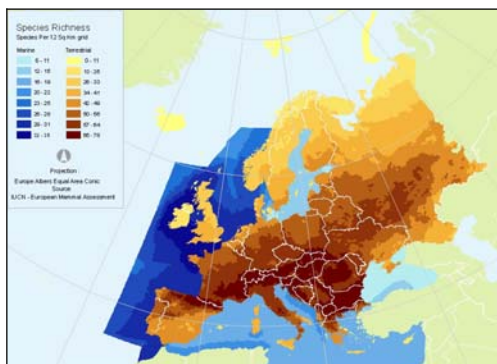 Species Richness
Species Per 12 Sq Km grid
Marine Terrestrial
6 - 11 0 - 11
12 - 15 12 - 25
16 - 19 26 - 33
20 - 22 34 - 41
23 - 25 42 - 49
26 - 28 50 - 56
29 - 31 57 - 64
32 - 35 65 - 79
Projection :
Europe Albers Equal Area Conic
Source
IUCN - European Mammal Assessment